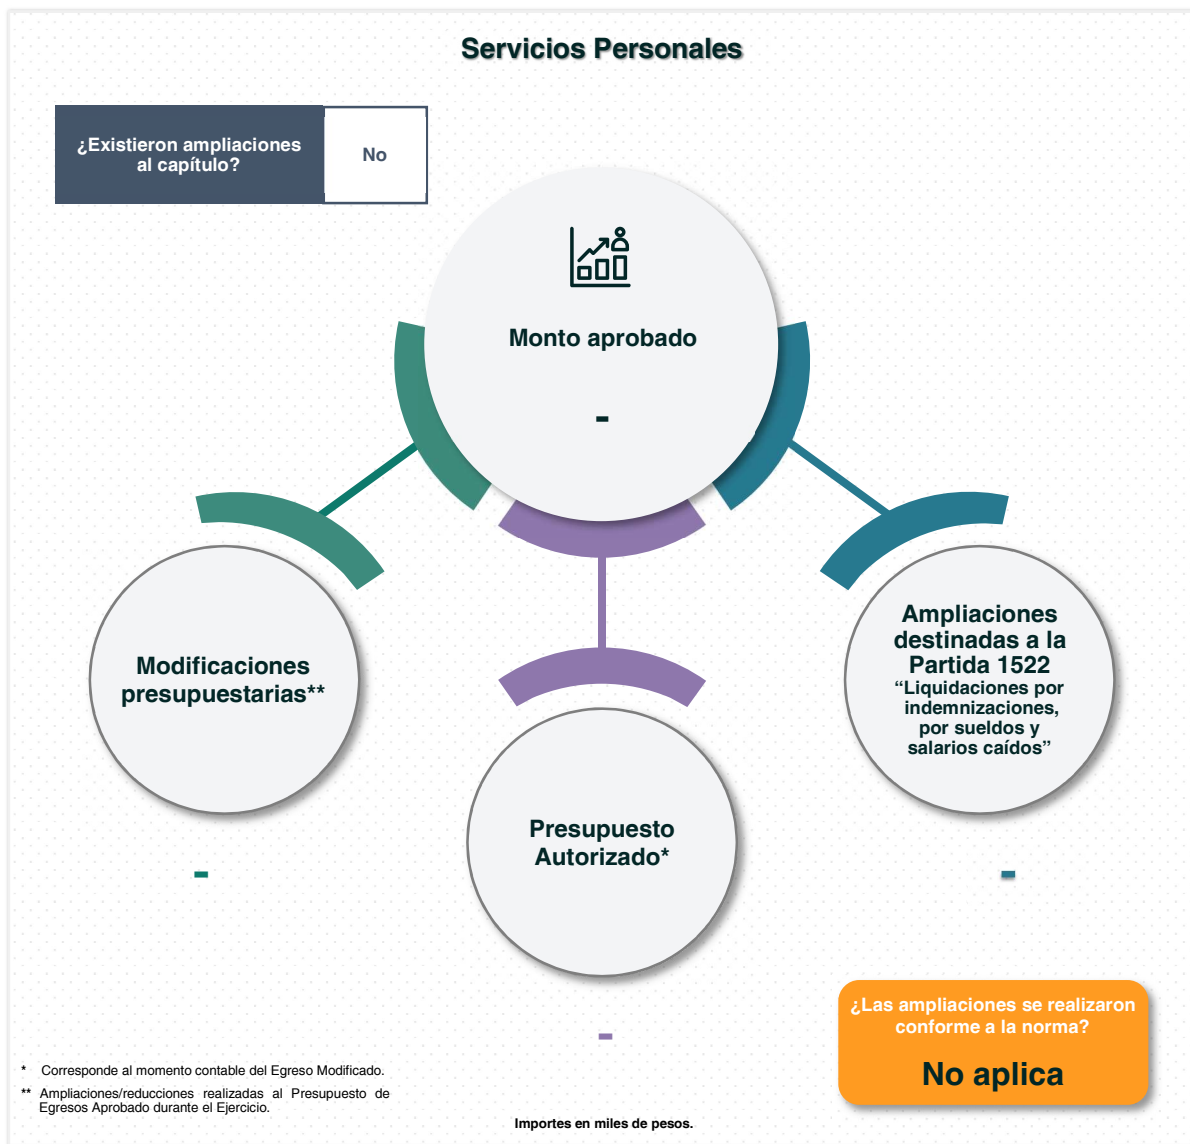 Servicios Personales
¿Existieron ampliaciones
al capítulo?
No
Monto aprobado
-
Modificaciones
presupuestarias**
-
Presupuesto
Autorizado*
-
Ampliaciones
destinadas a la
Partida 1522
“Liquidaciones por
indemnizaciones,
por sueldos y
salarios caídos”
-
¿Las ampliaciones se realizaron
conforme a la norma?
No aplica
* Corresponde al momento contable del Egreso Modificado.
** Ampliaciones/reducciones realizadas al Presupuesto de
Egresos Aprobado durante el Ejercicio.
Importes en miles de pesos.